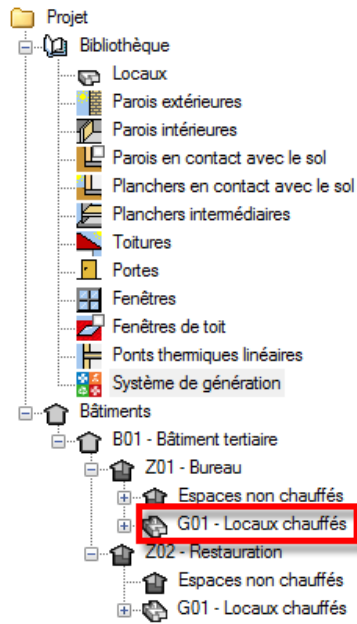 Projet
Bibliothèque
Locaux
Parois extérieures
Parois intérieures
Parois en contact avec le sol
Planchers en contact avec le sol
Planchers intermédiaires
Toitures
Portes
Fenêtres
Fenêtres de toit
Ponts thermiques linéaires
Système de génération
Bâtiments
B01 - Bâtiment tertiaire
Z01 - Bureau
Espaces non chauffés
G01 - Locaux chauffés
Z02 - Restauration
Espaces non chauffés
G01 - Locaux chauffés